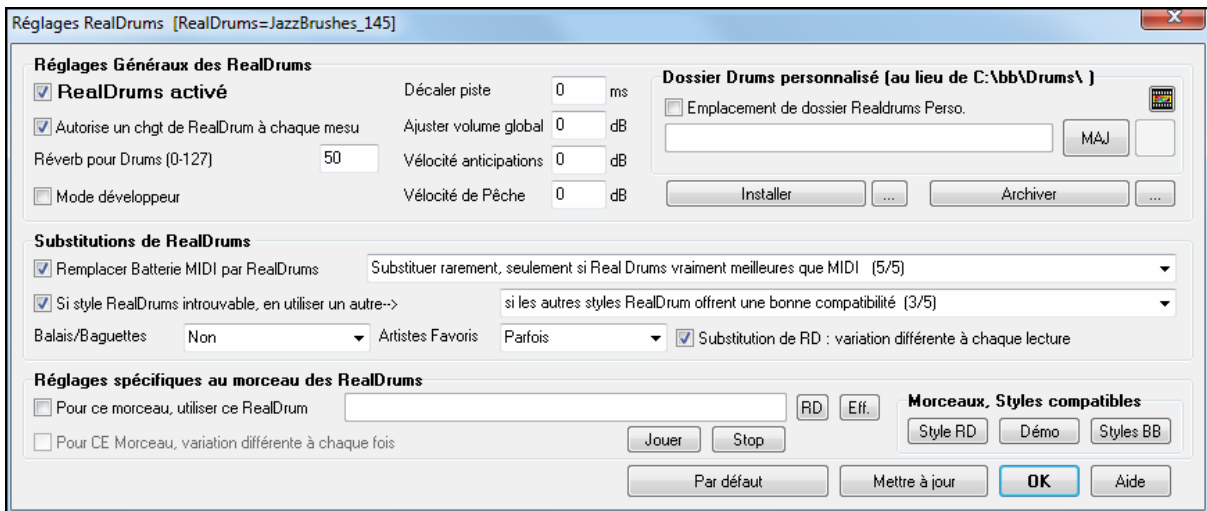 Réglages RealDrums [RealDrums=JazzBrushes_145]
Réglages Généraux des RealDrums
RealDrums activé
Autorise un chgt de RealDrum à chaque mesu
Réverb pour Drums (0-127) 50
Mode développeur
Décaler piste 0 ms
Ajuster volume global 0 dB
Vélocité anticipations 0 dB
Vélocité de Pêche 0 dB
Dossier Drums personnalisé (au lieu de C:\bb\Drums\ )
Emplacement de dossier Realdrums Perso.
MAJ
Installer ... Archiver ...
Substitutions de RealDrums
Remplacer Batterie MIDI par RealDrums Substituer rarement, seulement si Real Drums vraiment meilleures que MIDI (5/5)
Si style RealDrums introuvable, en utiliser un autre--> si les autres styles RealDrum offrent une bonne compatibilité (3/5)
Balais/Baguettes Non Artistes Favoris Parfois Substitution de RD : variation différente à chaque lecture
Réglages spécifiques au morceau des RealDrums
Pour ce morceau, utiliser ce RealDrum RD Eff.
Pour CE Morceau, variation différente à chaque fois Jouer Stop
Morceaux, Styles compatibles
Style RD Démo Styles BB
Par défaut Mettre à jour OK Aide